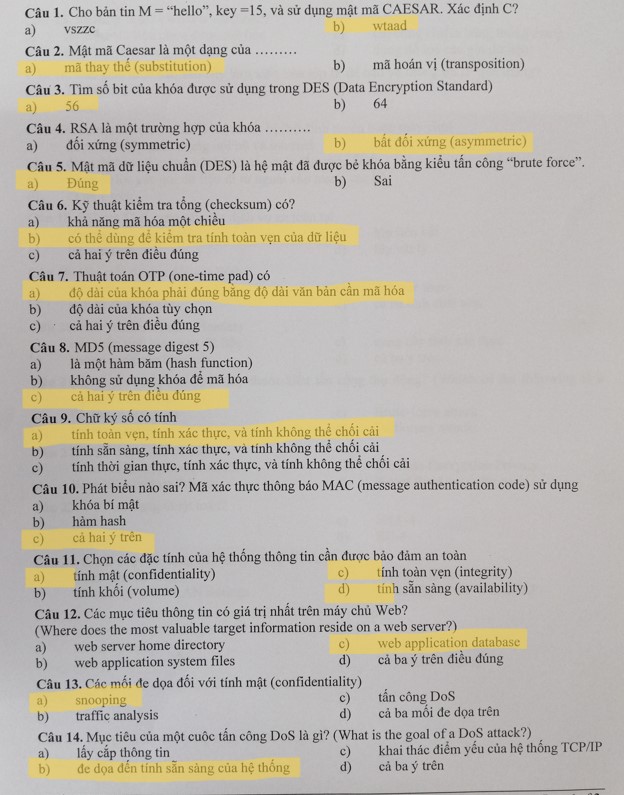 Câu 1. Cho bản tin M = “hello”, key =15, và sử dụng mật mã CAESAR. Xác định C?
a) vszzc b) wtaad
Câu 2. Mật mã Caesar là một dạng của ………
a) mã thay thế (substitution) b) mã hoán vị (transposition)
Câu 3. Tìm số bit của khóa được sử dụng trong DES (Data Encryption Standard)
a) 56 b) 64
Câu 4. RSA là một trường hợp của khóa ………
a) đối xứng (symmetric) b) bất đối xứng (asymmetric)
Câu 5. Mật mã dữ liệu chuẩn (DES) là hệ mật đã được bẻ khóa bằng kiểu tấn công “brute force”.
a) Đúng b) Sai
Câu 6. Kỹ thuật kiểm tra tổng (checksum) có?
a) khả năng mã hóa một chiều
b) có thể dùng để kiểm tra tính toàn vẹn của dữ liệu
c) cả hai ý trên điều đúng
Câu 7. Thuật toán OTP (one-time pad) có
a) độ dài của khóa phải đúng bằng độ dài văn bản cần mã hóa
b) độ dài của khóa tùy chọn
c) cả hai ý trên điều đúng
Câu 8. MD5 (message digest 5)
a) là một hàm băm (hash function)
b) không sử dụng khóa để mã hóa
c) cả hai ý trên điều đúng
Câu 9. Chữ ký số có tính
a) tính toàn vẹn, tính xác thực, và tính không thể chối cải
b) tính sẵn sàng, tính xác thực, và tính không thể chối cải
c) tính thời gian thực, tính xác thực, và tính không thể chối cải
Câu 10. Phát biểu nào sai? Mã xác thực thông báo MAC (message authentication code) sử dụng
a) khóa bí mật
b) hàm hash
c) cả hai ý trên
Câu 11. Chọn các đặc tính của hệ thống thông tin cần được bảo đảm an toàn
a) tính mật (confidentiality) c) tính toàn vẹn (integrity)
b) tính khối (volume) d) tính sẵn sàng (availability)
Câu 12. Các mục tiêu thông tin có giá trị nhất trên máy chủ Web?
(Where does the most valuable target information reside on a web server?)
a) web server home directory c) web application database
b) web application system files d) cả ba ý trên điều đúng
Câu 13. Các mối đe dọa đối với tính mật (confidentiality)
a) snooping c) tấn công DoS
b) traffic analysis d) cả ba mối đe dọa trên
Câu 14. Mục tiêu của một cuôc tấn công DoS là gì? (What is the goal of a DoS attack?)
a) lấy cắp thông tin c) khai thác điểm yếu của hệ thống TCP/IP
b) đe dọa đến tính sẵn sàng của hệ thống d) cả ba ý trên